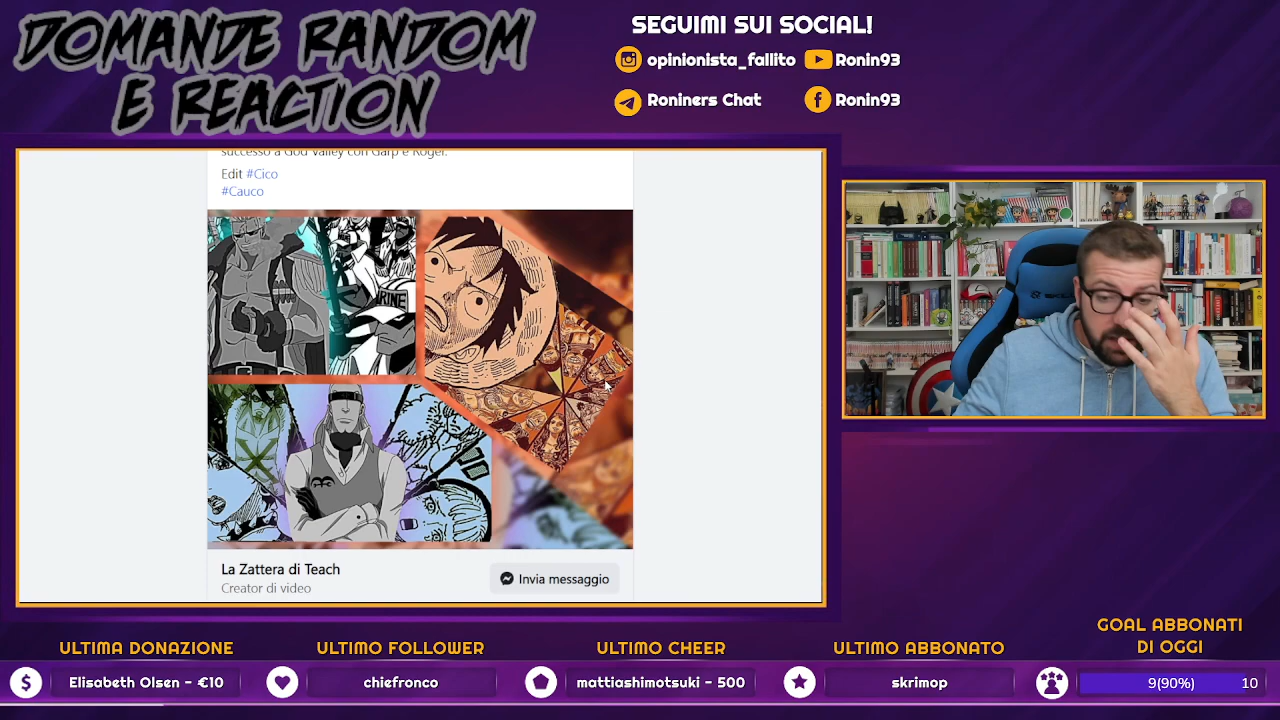 DOMANDE RANDOM
E REACTION
SEGUIMI SUI SOCIAL!
opinionista_fallito
Ronin93
Roniners Chat
Ronin93
successo a God Valley con Garp e Roger.
Edit #Cico
#Cauco
RINE
La Zattera di Teach
Creator di video
Invia messaggio
ULTIMA DONAZIONE
Elisabeth Olsen - €10
ULTIMO FOLLOWER
chiefronco
ULTIMO CHEER
mattiashimotsuki - 500
ULTIMO ABBONATO
skrimop
GOAL ABBONATI
DI OGGI
9(90%)
10